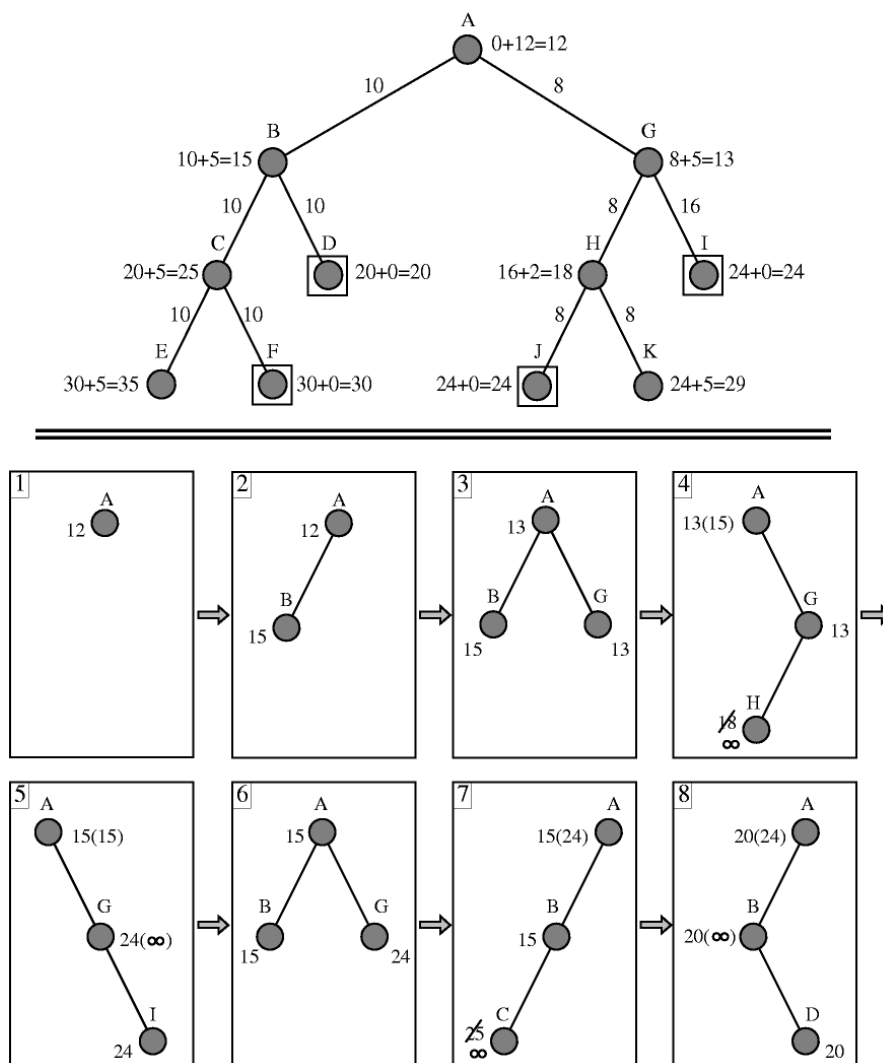 A
0+12=12
10 8
B G
10+5=15 8+5=13
10 10 8 16
C D H I
20+5=25 20+0=20 16+2=18 24+0=24
10 10 8 8
E F J K
30+5=35 30+0=30 24+0=24 24+5=29
1 2 3 4
A A A A
12 12 13 13(15)
B B G G
15 15 13 13
H
18
∞
5 6 7 8
A A A A
15(15) 15 15(24) 20(24)
G B G B B
24(∞) 15 24 15 20(∞)
I C D
24 25 20
∞